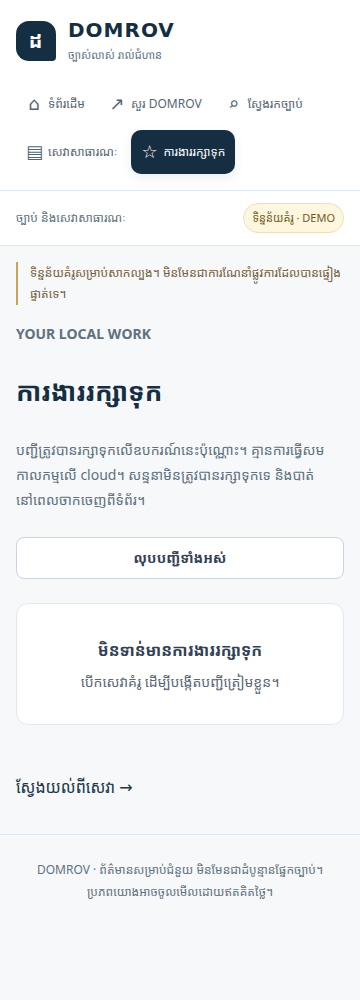 ដ
DOMROV
ច្បាស់លាស់ រាល់ជំហាន
⌂ ទំព័រដើម
↗ សួរ DOMROV
⌕ ស្វែងរកច្បាប់
▤ សេវាសាធារណៈ
☆ ការងាររក្សាទុក
ច្បាប់ និងសេវាសាធារណៈ
ទិន្នន័យគំរូ · DEMO
ទិន្នន័យគំរូសម្រាប់សាកល្បង។ មិនមែនជាការណែនាំផ្លូវការដែលបានផ្ទៀង
ផ្ទាត់ទេ។
YOUR LOCAL WORK
ការងាររក្សាទុក
បញ្ជីត្រូវបានរក្សាទុកលើឧបករណ៍នេះប៉ុណ្ណោះ។ គ្មានការធ្វើសម
កាលកម្មលើ cloud។ សន្ទនាមិនត្រូវបានរក្សាទុកទេ និងបាត់
នៅពេលចាកចេញពីទំព័រ។
លុបបញ្ជីទាំងអស់
មិនទាន់មានការងាររក្សាទុក
បើកសេវាគំរូ ដើម្បីបង្កើតបញ្ជីត្រៀមខ្លួន។
ស្វែងយល់ពីសេវា →
DOMROV · ព័ត៌មានសម្រាប់ជំនួយ មិនមែនជាដំបូន្មានផ្នែកច្បាប់។
ប្រភពយោងអាចចូលមើលដោយឥតគិតថ្លៃ។